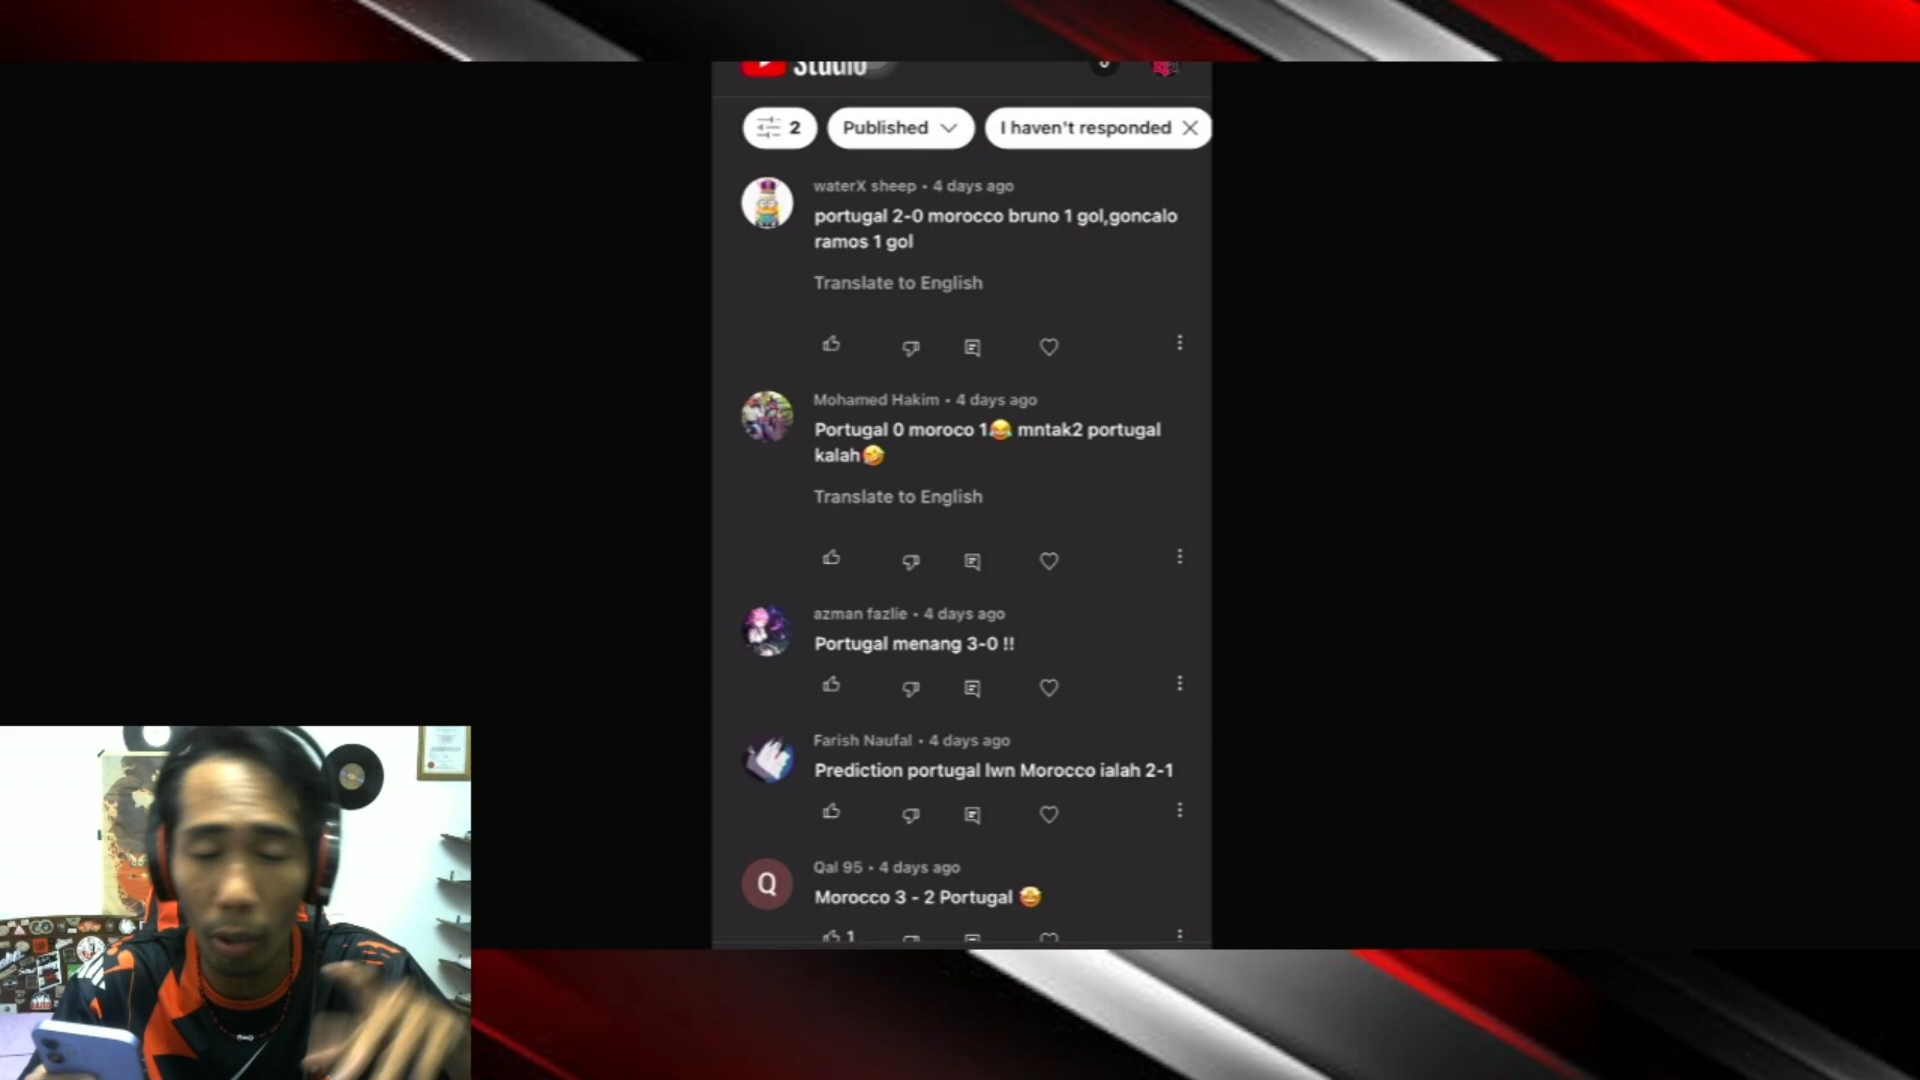 Studio
2
Published
I haven't responded
waterX sheep • 4 days ago
portugal 2-0 morocco bruno 1 gol,goncalo
ramos 1 gol
Translate to English
Mohamed Hakim • 4 days ago
Portugal 0 moroco 1😂 mntak2 portugal
kalah🤣
Translate to English
azman fazlie • 4 days ago
Portugal menang 3-0 !!
Farish Naufal • 4 days ago
Prediction portugal lwn Morocco ialah 2-1
Q
Qal 95 • 4 days ago
Morocco 3 - 2 Portugal 🤩
1